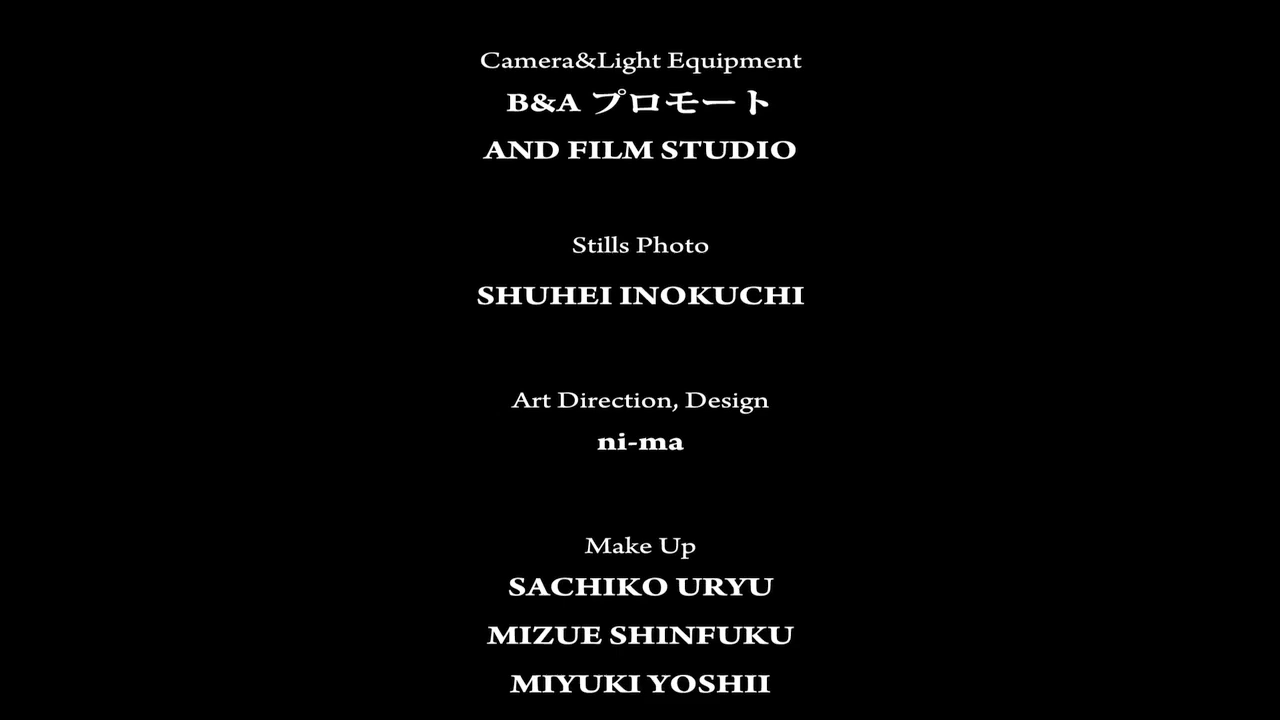 Camera&Light Equipment
B&A プロモート
AND FILM STUDIO
Stills Photo
SHUHEI INOKUCHI
Art Direction, Design
ni-ma
Make Up
SACHIKO URYU
MIZUE SHINFUKU
MIYUKI YOSHII